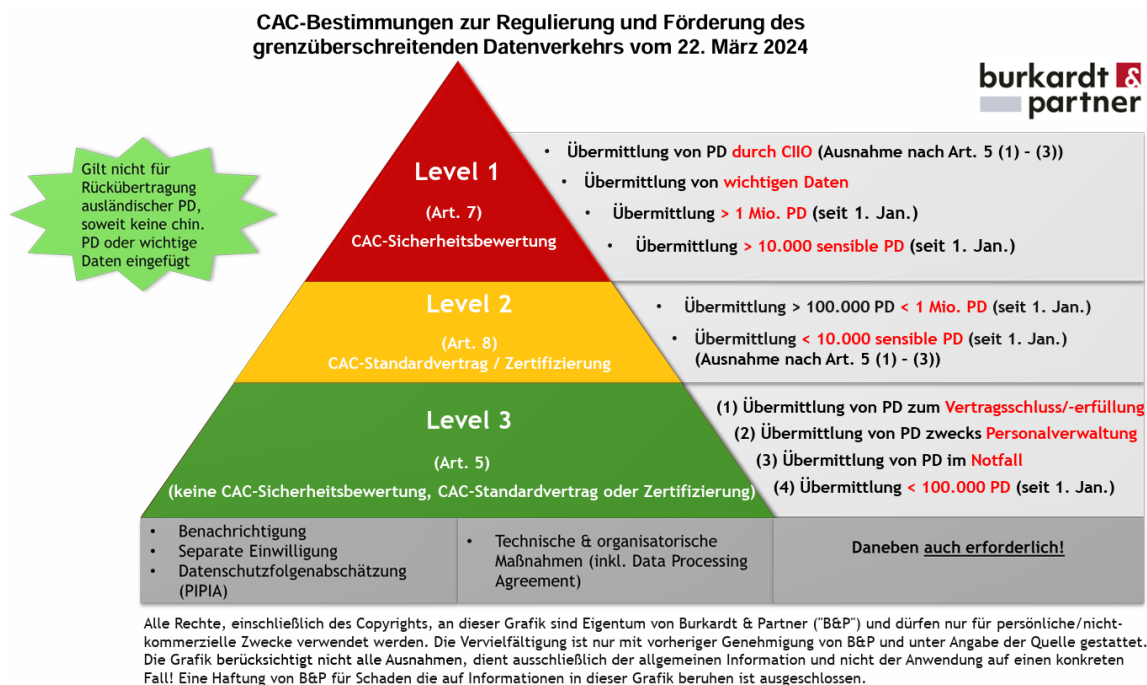 CAC-Bestimmungen zur Regulierung und Förderung des
grenzüberschreitenden Datenverkehrs vom 22. März 2024
burkardt &
partner
Gilt nicht für
Rückübertragung
ausländischer PD,
soweit keine chin.
PD oder wichtige
Daten eingefügt
Level 1
(Art. 7)
CAC-Sicherheitsbewertung
• Übermittlung von PD durch CIIO (Ausnahme nach Art. 5 (1) – (3))
• Übermittlung von wichtigen Daten
• Übermittlung > 1 Mio. PD (seit 1. Jan.)
• Übermittlung > 10.000 sensible PD (seit 1. Jan.)
Level 2
(Art. 8)
CAC-Standardvertrag / Zertifizierung
• Übermittlung > 100.000 PD < 1 Mio. PD (seit 1. Jan.)
• Übermittlung < 10.000 sensible PD (seit 1. Jan.)
(Ausnahme nach Art. 5 (1) – (3))
Level 3
(Art. 5)
(keine CAC-Sicherheitsbewertung, CAC-Standardvertrag oder Zertifizierung)
(1) Übermittlung von PD zum Vertragsschluss/-erfüllung
(2) Übermittlung von PD zwecks Personalverwaltung
(3) Übermittlung von PD im Notfall
(4) Übermittlung < 100.000 PD (seit 1. Jan.)
• Benachrichtigung
• Separate Einwilligung
• Datenschutzfolgenabschätzung
(PIPIA)
• Technische & organisatorische
Maßnahmen (inkl. Data Processing
Agreement)
Daneben auch erforderlich!
Alle Rechte, einschließlich des Copyrights, an dieser Grafik sind Eigentum von Burkardt & Partner ("B&P") und dürfen nur für persönliche/nicht-
kommerzielle Zwecke verwendet werden. Die Vervielfältigung ist nur mit vorheriger Genehmigung von B&P und unter Angabe der Quelle gestattet.
Die Grafik berücksichtigt nicht alle Ausnahmen, dient ausschließlich der allgemeinen Information und nicht der Anwendung auf einen konkreten
Fall! Eine Haftung von B&P für Schaden die auf Informationen in dieser Grafik beruhen ist ausgeschlossen.